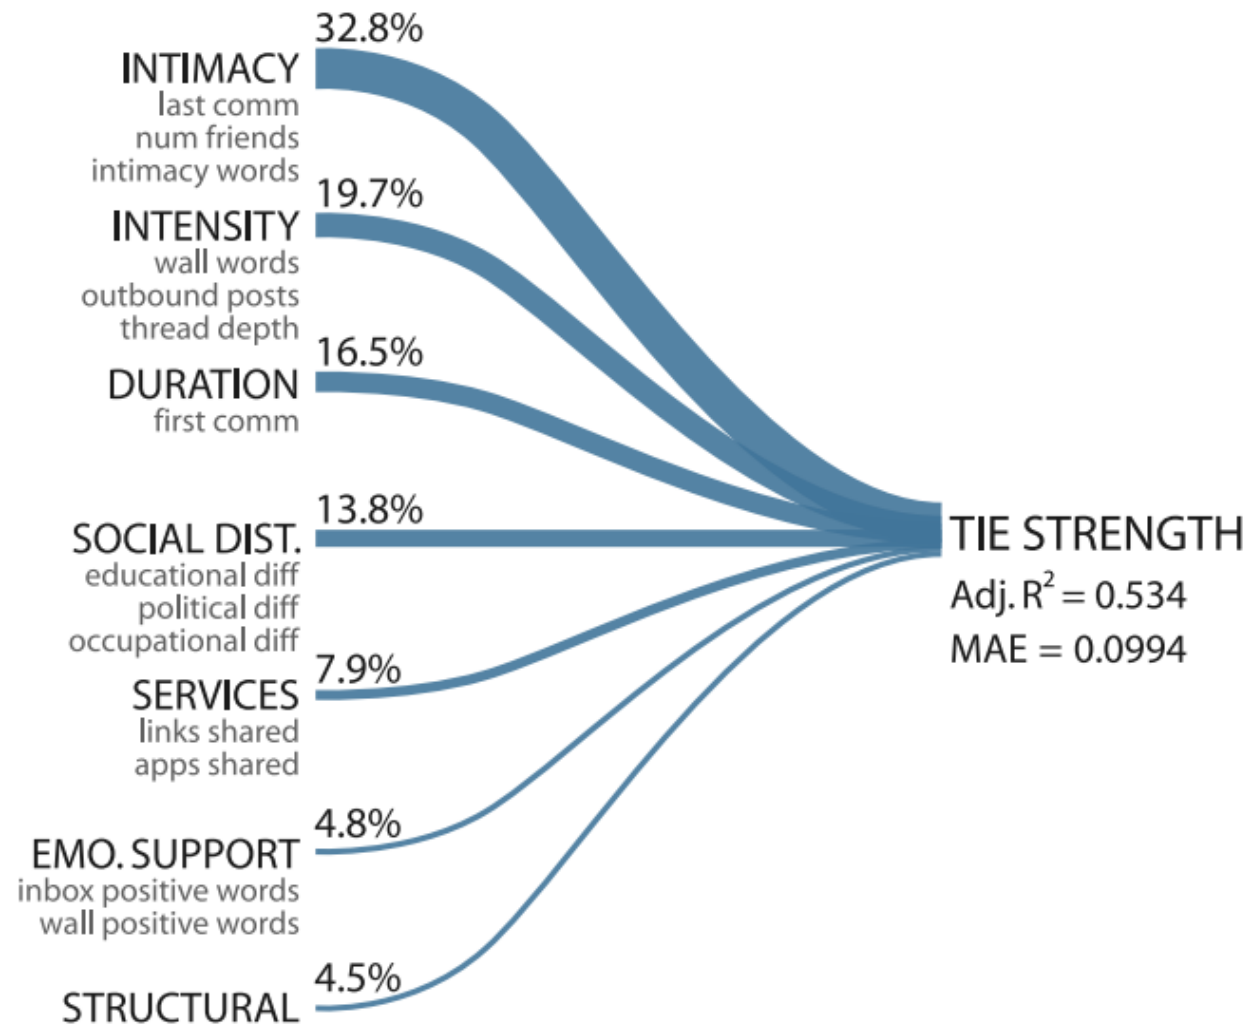 32.8%
INTIMACY
last comm
num friends
intimacy words
19.7%
INTENSITY
wall words
outbound posts
thread depth
16.5%
DURATION
first comm
13.8%
SOCIAL DIST.
educational diff
political diff
occupational diff
7.9%
SERVICES
links shared
apps shared
4.8%
EMO. SUPPORT
inbox positive words
wall positive words
4.5%
STRUCTURAL
TIE STRENGTH
Adj. R² = 0.534
MAE = 0.0994